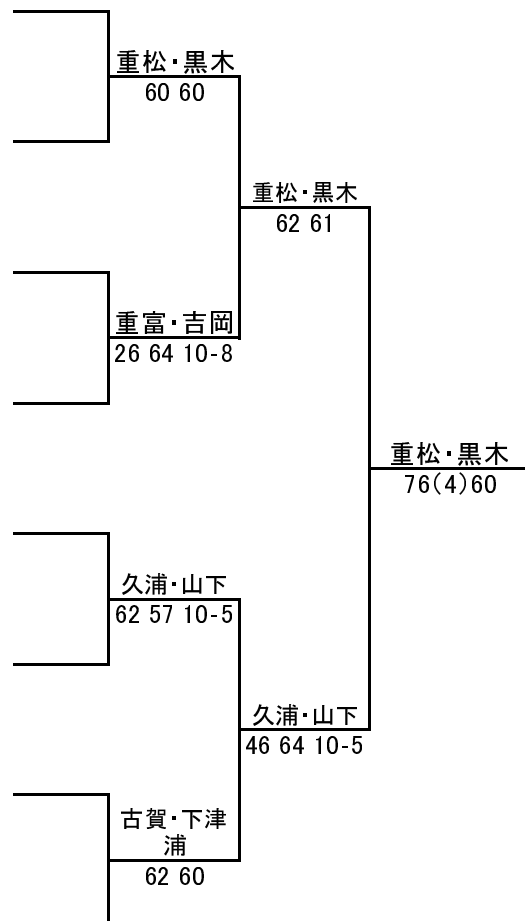 重松・黒木
60 60
重松・黒木
62 61
重富・吉岡
26 64 10-8
重松・黒木
76(4)60
久浦・山下
62 57 10-5
久浦・山下
46 64 10-5
古賀・下津
浦
62 60